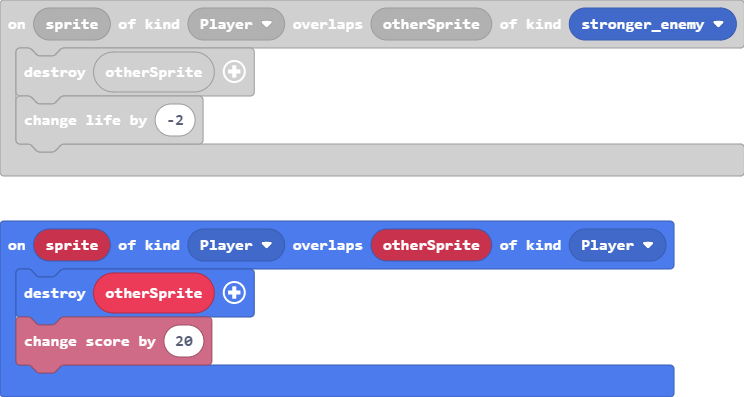 on sprite of kind Player overlaps otherSprite of kind stronger_enemy
destroy otherSprite
change life by -2
on sprite of kind Player overlaps otherSprite of kind Player
destroy otherSprite
change score by 20